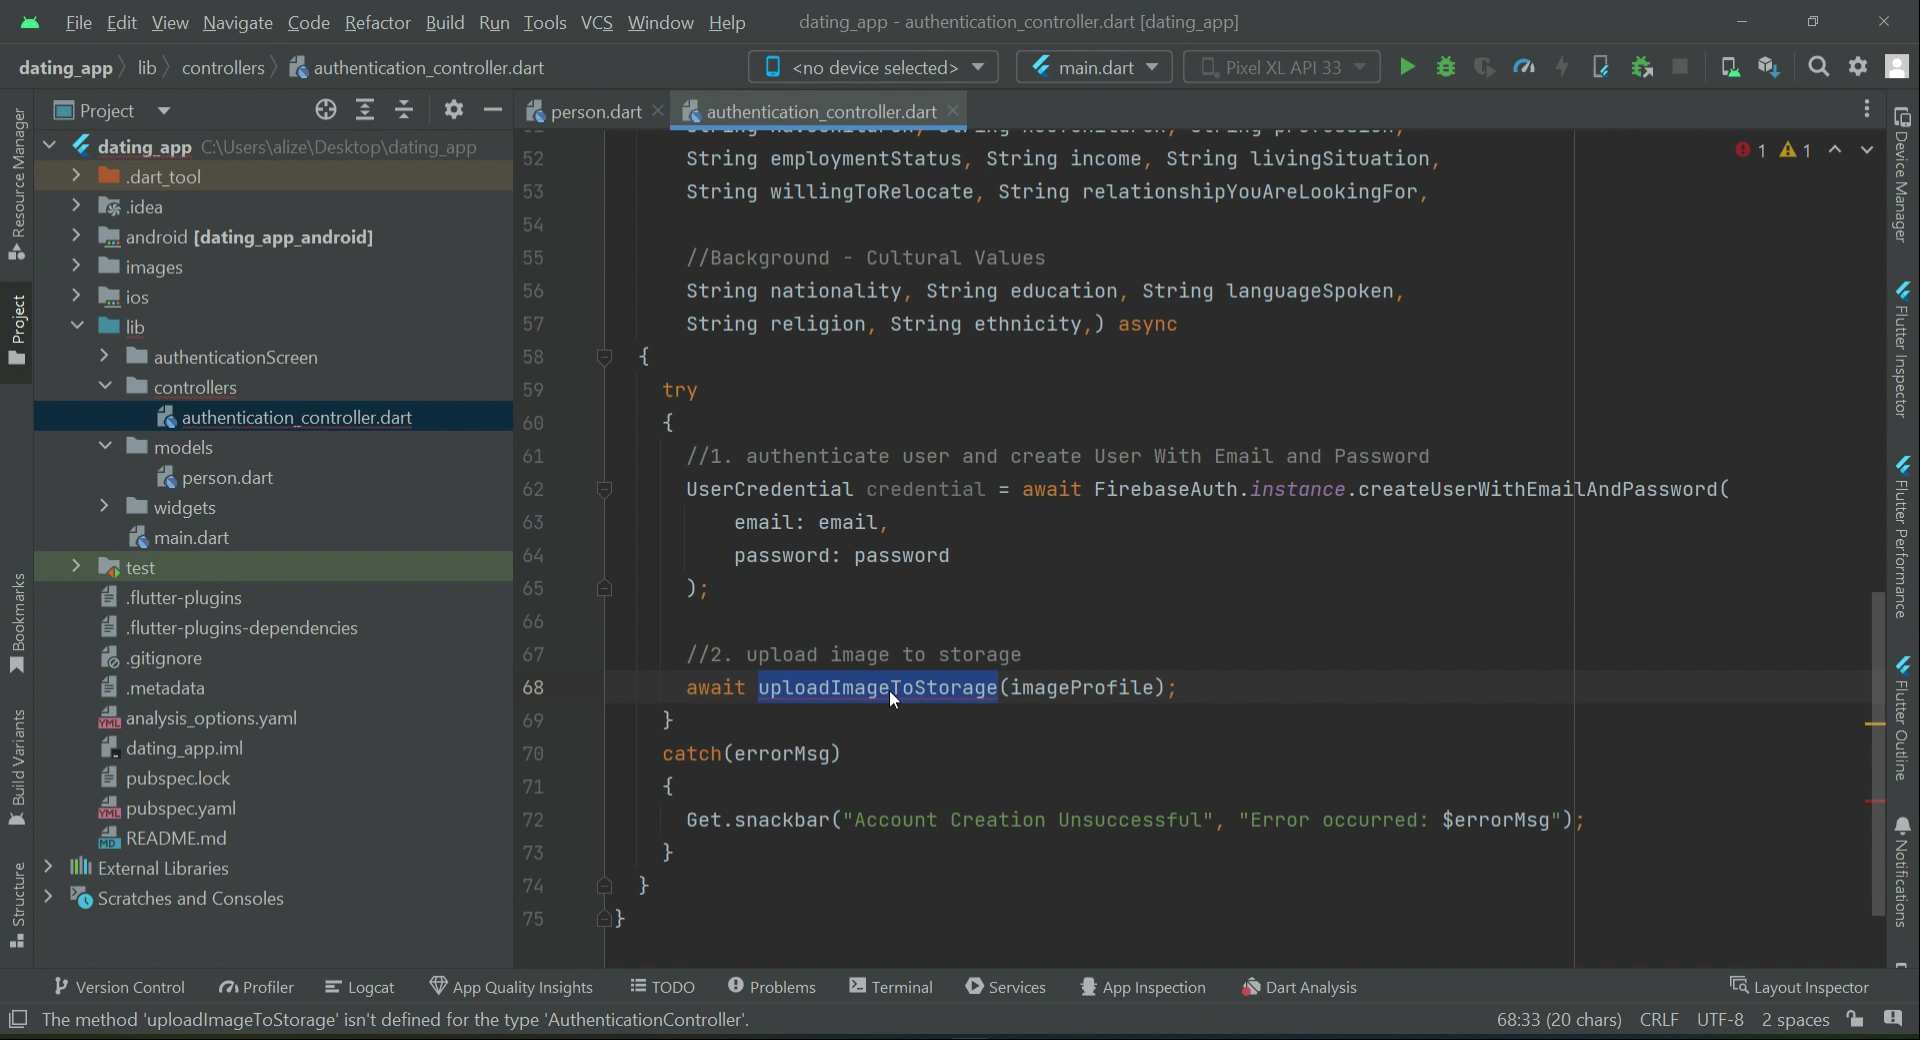 File Edit View Navigate Code Refactor Build Run Tools VCS Window Help dating_app - authentication_controller.dart [dating_app]
dating_app lib controllers authentication_controller.dart <no device selected> main.dart Pixel XL API 33
Project
person.dart authentication_controller.dart
Resource Manager
Project
Bookmarks
Build Variants
Structure
dating_app C:\Users\alize\Desktop\dating_app
.dart_tool
.idea
android [dating_app_android]
images
ios
lib
authenticationScreen
controllers
authentication_controller.dart
models
person.dart
widgets
main.dart
test
.flutter-plugins
.flutter-plugins-dependencies
.gitignore
.metadata
analysis_options.yaml
dating_app.iml
pubspec.lock
pubspec.yaml
README.md
External Libraries
Scratches and Consoles
1 1
52 String employmentStatus, String income, String livingSituation,
53 String willingToRelocate, String relationshipYouAreLookingFor,
54
55 //Background - Cultural Values
56 String nationality, String education, String languageSpoken,
57 String religion, String ethnicity,) async
58 {
59 try
60 {
61 //1. authenticate user and create User With Email and Password
62 UserCredential credential = await FirebaseAuth.instance.createUserWithEmailAndPassword(
63 email: email,
64 password: password
65 );
66
67 //2. upload image to storage
68 await uploadImageToStorage(imageProfile);
69 }
70 catch(errorMsg)
71 {
72 Get.snackbar("Account Creation Unsuccessful", "Error occurred: $errorMsg");
73 }
74 }
75 }
Device Manager
Flutter Inspector
Flutter Performance
Flutter Outline
Notifications
Version Control Profiler Logcat App Quality Insights TODO Problems Terminal Services App Inspection Dart Analysis Layout Inspector
The method 'uploadImageToStorage' isn't defined for the type 'AuthenticationController'. 68:33 (20 chars) CRLF UTF-8 2 spaces